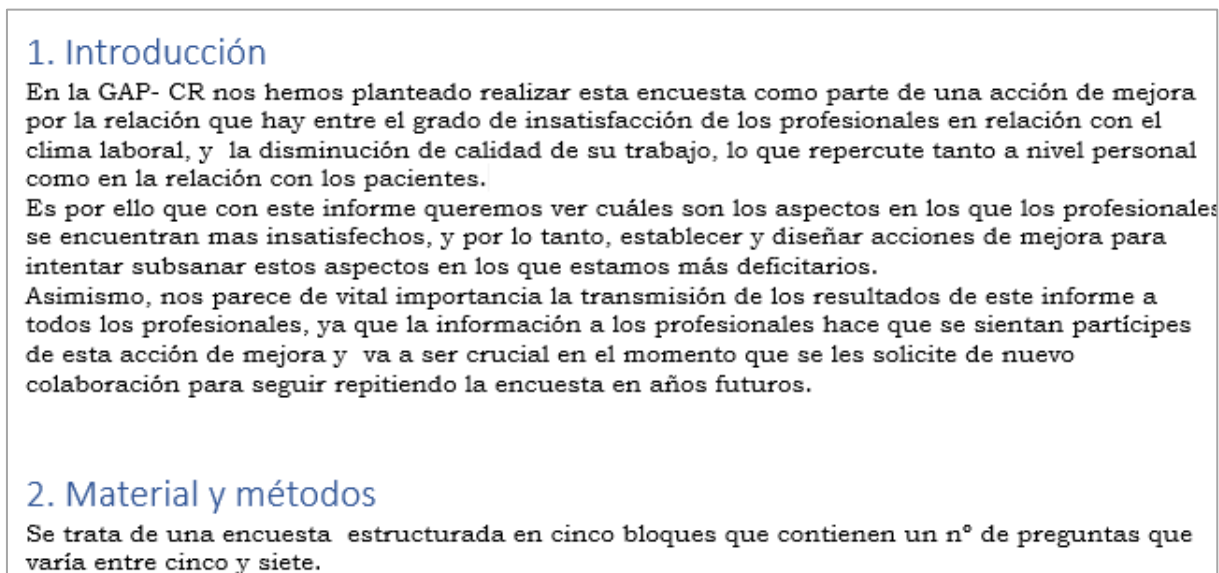 1. Introducción
En la GAP- CR nos hemos planteado realizar esta encuesta como parte de una acción de mejora
por la relación que hay entre el grado de insatisfacción de los profesionales en relación con el
clima laboral, y  la disminución de calidad de su trabajo, lo que repercute tanto a nivel personal
como en la relación con los pacientes.
Es por ello que con este informe queremos ver cuáles son los aspectos en los que los profesionales
se encuentran mas insatisfechos, y por lo tanto, establecer y diseñar acciones de mejora para
intentar subsanar estos aspectos en los que estamos más deficitarios.
Asimismo, nos parece de vital importancia la transmisión de los resultados de este informe a
todos los profesionales, ya que la información a los profesionales hace que se sientan partícipes
de esta acción de mejora y  va a ser crucial en el momento que se les solicite de nuevo
colaboración para seguir repitiendo la encuesta en años futuros.
2. Material y métodos
Se trata de una encuesta  estructurada en cinco bloques que contienen un nº de preguntas que
varía entre cinco y siete.